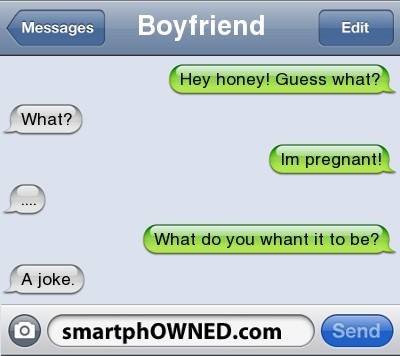 Messages
Boyfriend
Edit
Hey honey! Guess what?
What?
Im pregnant!
....
What do you whant it to be?
A joke.
smartphOWNED.com
Send